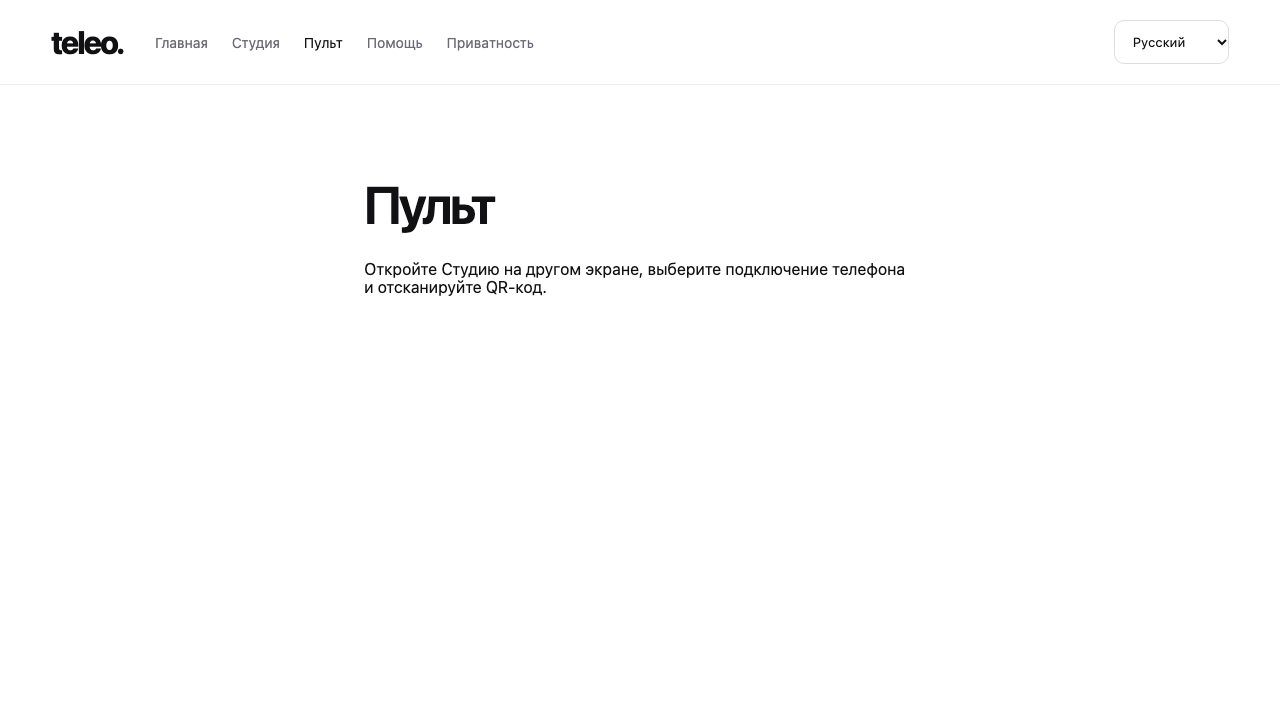 teleo.
Главная
Студия
Пульт
Помощь
Приватность
Русский
Пульт
Откройте Студию на другом экране, выберите подключение телефона
и отсканируйте QR-код.